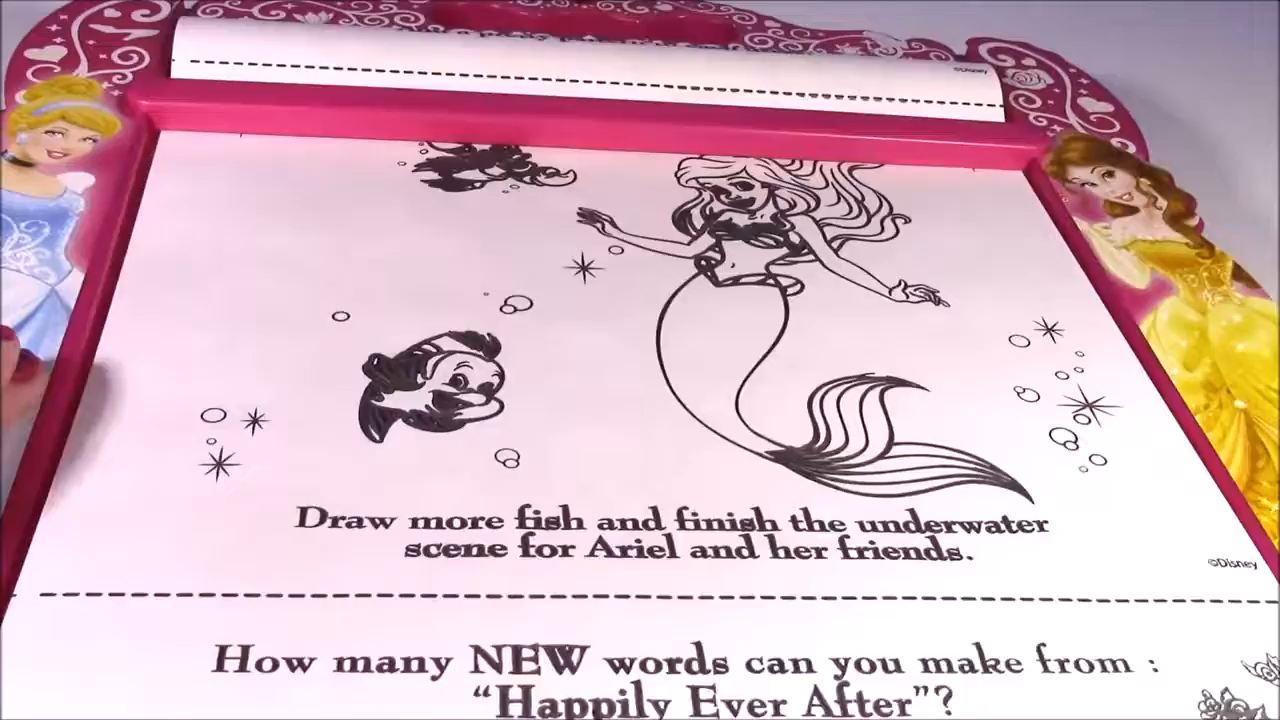 ©Disney
Draw more fish and finish the underwater
scene for Ariel and her friends.
©Disney
How many NEW words can you make from :
“Happily Ever After”?